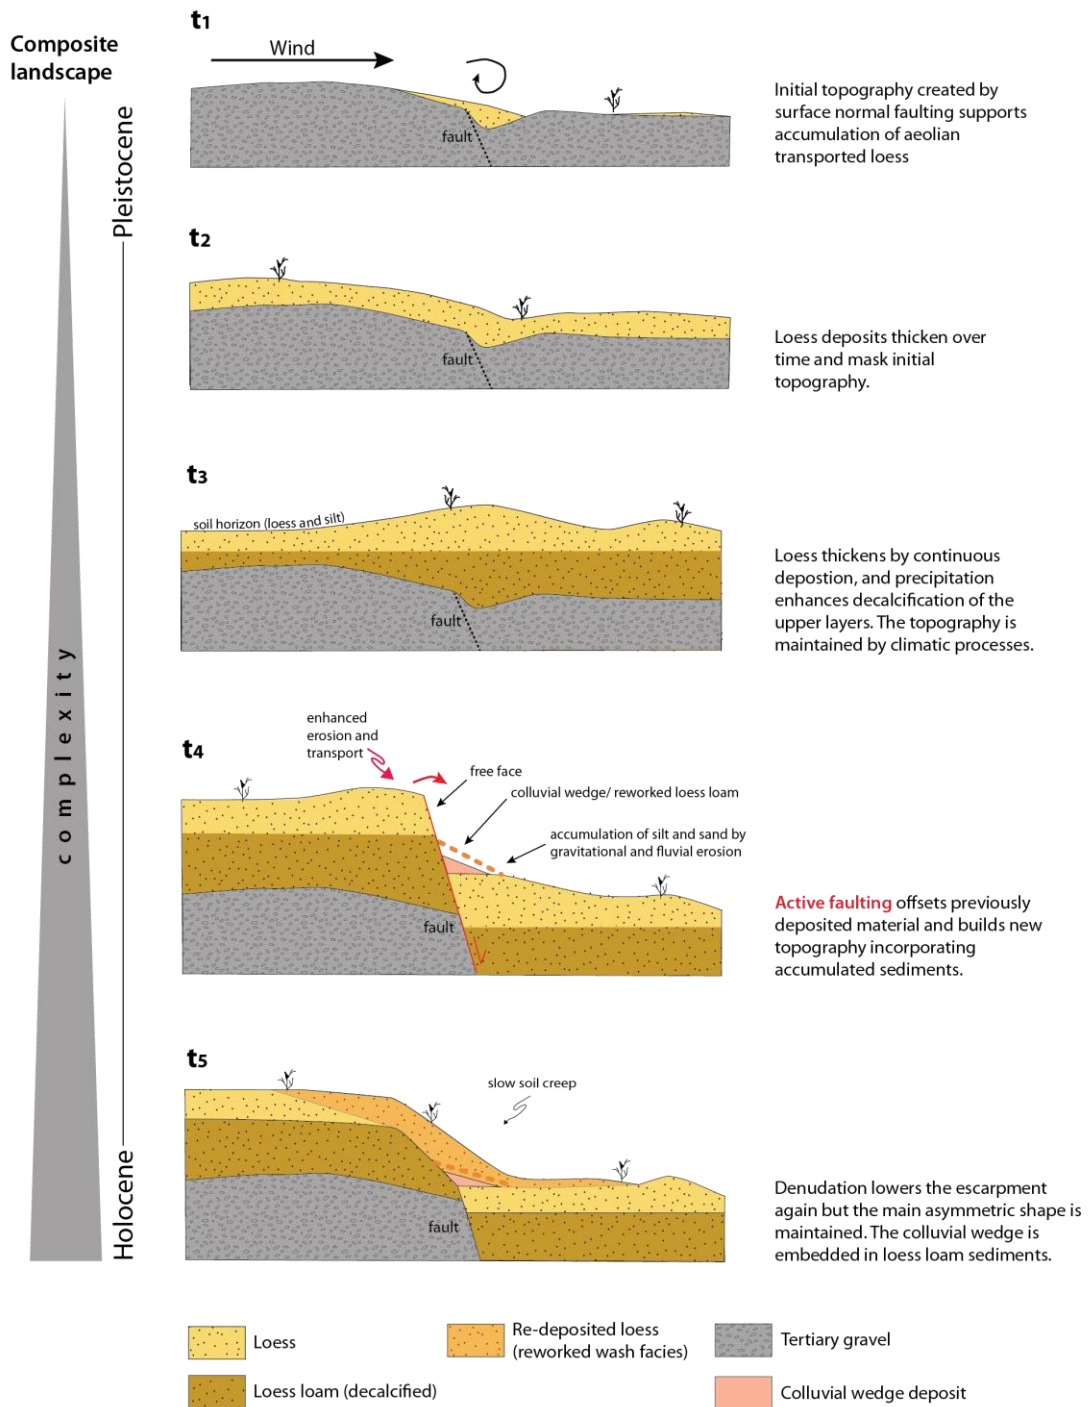 Composite
landscape
Pleistocene
complexity
Holocene
t1
Wind
fault
Initial topography created by
surface normal faulting supports
accumulation of aeolian
transported loess
t2
fault
Loess deposits thicken over
time and mask initial
topography.
t3
soil horizon (loess and silt)
fault
Loess thickens by continuous
depostion, and precipitation
enhances decalcification of the
upper layers. The topography is
maintained by climatic processes.
t4
enhanced
erosion and
transport
free face
colluvial wedge/ reworked loess loam
accumulation of silt and sand by
gravitational and fluvial erosion
fault
Active faulting offsets previously
deposited material and builds new
topography incorporating
accumulated sediments.
t5
slow soil creep
fault
Denudation lowers the escarpment
again but the main asymmetric shape is
maintained. The colluvial wedge is
embedded in loess loam sediments.
Loess
Re-deposited loess
(reworked wash facies)
Tertiary gravel
Loess loam (decalcified)
Colluvial wedge deposit